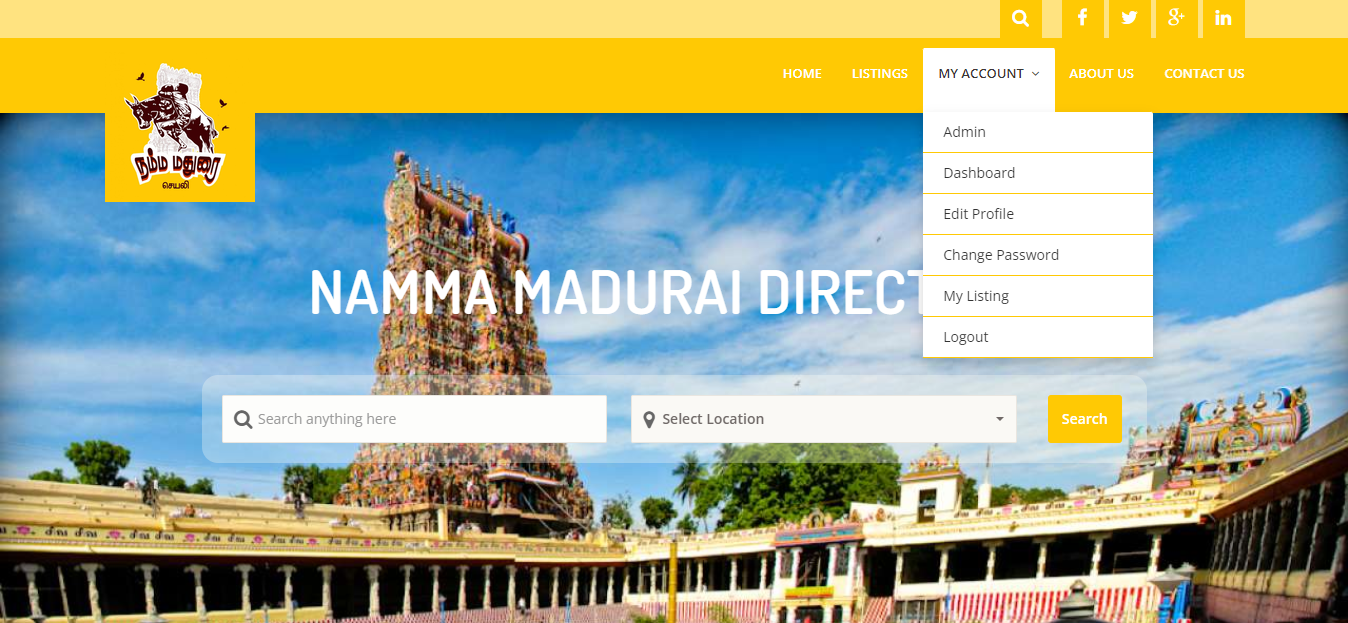 HOME LISTINGS MY ACCOUNT ABOUT US CONTACT US
நம்ம மதுரை
செயலி
Admin
Dashboard
Edit Profile
Change Password
My Listing
Logout
NAMMA MADURAI DIRECT
Search anything here
Select Location
Search